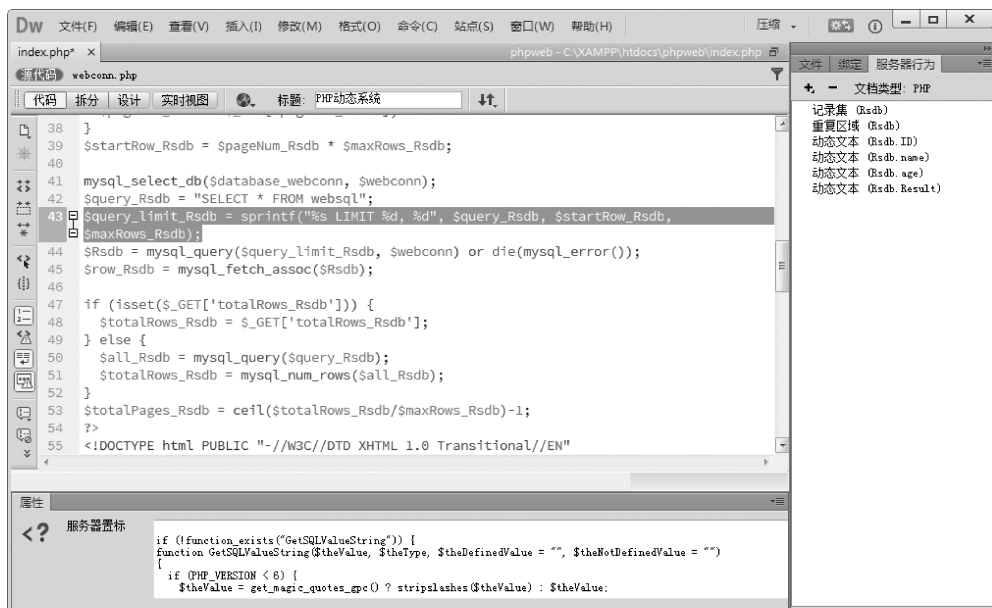 Dw 文件(F) 编辑(E) 查看(V) 插入(I) 修改(M) 格式(O) 命令(C) 站点(S) 窗口(W) 帮助(H) 压缩
index.php* × phpweb - C:\XAMPP\htdocs\phpweb\index.php
源代码 webconn.php
代码 拆分 设计 实时视图 标题: PHP动态系统
38 }
39 $startRow_Rsdb = $pageNum_Rsdb * $maxRows_Rsdb;
40
41 mysql_select_db($database_webconn, $webconn);
42 $query_Rsdb = "SELECT * FROM websql";
43 $query_limit_Rsdb = sprintf("%s LIMIT %d, %d", $query_Rsdb, $startRow_Rsdb,
$maxRows_Rsdb);
44 $Rsdb = mysql_query($query_limit_Rsdb, $webconn) or die(mysql_error());
45 $row_Rsdb = mysql_fetch_assoc($Rsdb);
46
47 if (isset($_GET['totalRows_Rsdb'])) {
48 $totalRows_Rsdb = $_GET['totalRows_Rsdb'];
49 } else {
50 $all_Rsdb = mysql_query($query_Rsdb);
51 $totalRows_Rsdb = mysql_num_rows($all_Rsdb);
52 }
53 $totalPages_Rsdb = ceil($totalRows_Rsdb/$maxRows_Rsdb)-1;
54 ?>
55 <!DOCTYPE html PUBLIC "-//W3C//DTD XHTML 1.0 Transitional//EN"
属性
<? 服务器置标
if (!function_exists("GetSQLValueString")) {
function GetSQLValueString($theValue, $theType, $theDefinedValue = "", $theNotDefinedValue = "")
{
if (PHP_VERSION < 6) {
$theValue = get_magic_quotes_gpc() ? stripslashes($theValue) : $theValue;
文件 绑定 服务器行为
文档类型: PHP
记录集 (Rsdb)
重复区域 (Rsdb)
动态文本 (Rsdb.ID)
动态文本 (Rsdb.name)
动态文本 (Rsdb.age)
动态文本 (Rsdb.Result)